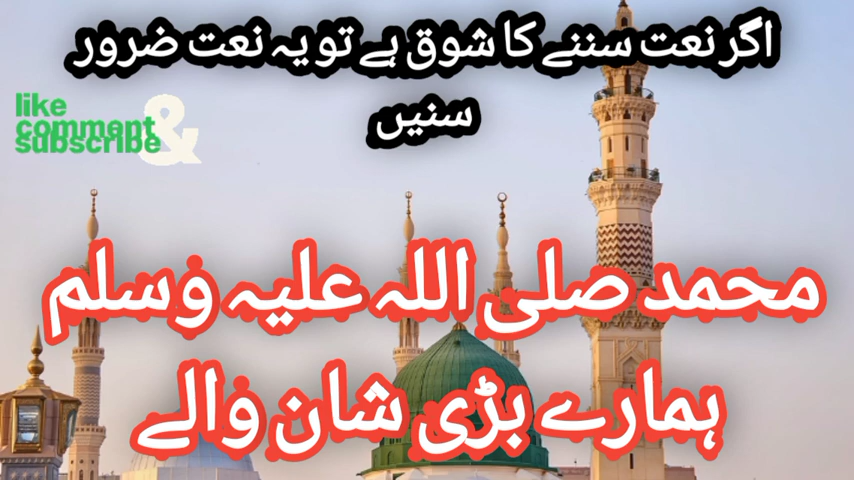 اگر نعت سننے کا شوق ہے تو یہ نعت ضرور
سنیں
like
commant
subscribe
&
محمد صلی اللہ علیہ وسلم
ہمارے بڑی شان والے